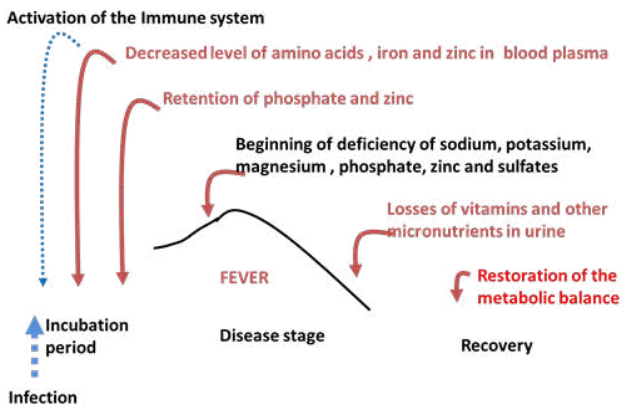 Activation of the Immune system
Decreased level of amino acids , iron and zinc in blood plasma
Retention of phosphate and zinc
Beginning of deficiency of sodium, potassium,
magnesium , phosphate, zinc and sulfates
Losses of vitamins and other
micronutrients in urine
FEVER
Restoration of the
metabolic balance
Incubation
period
Disease stage
Recovery
Infection